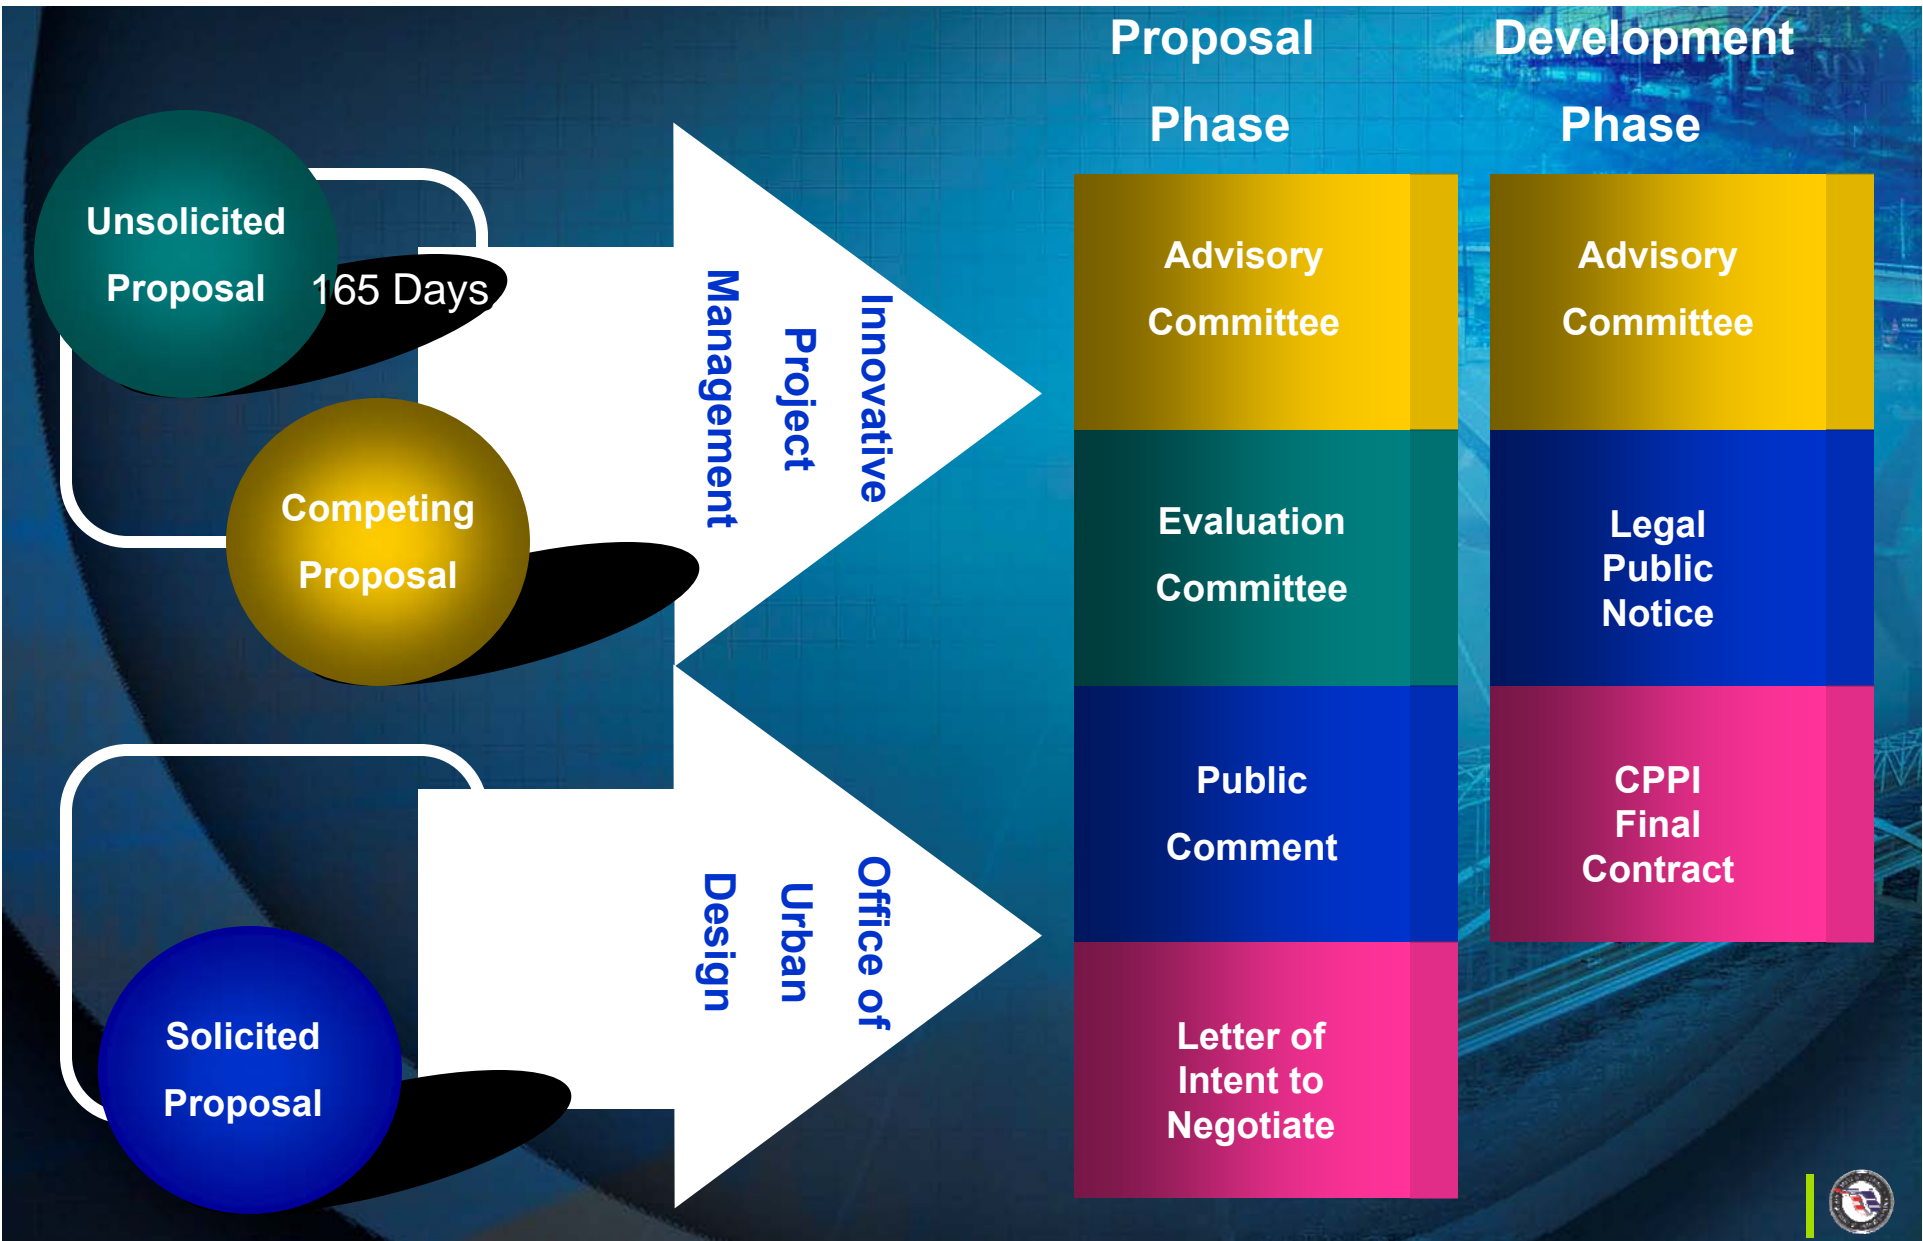 Proposal
Phase
Development
Phase
Unsolicited
Proposal
165 Days
Competing
Proposal
Innovative
Project
Management
Solicited
Proposal
Office of
Urban
Design
Advisory
Committee
Evaluation
Committee
Public
Comment
Letter of
Intent to
Negotiate
Advisory
Committee
Legal
Public
Notice
CPPI
Final
Contract